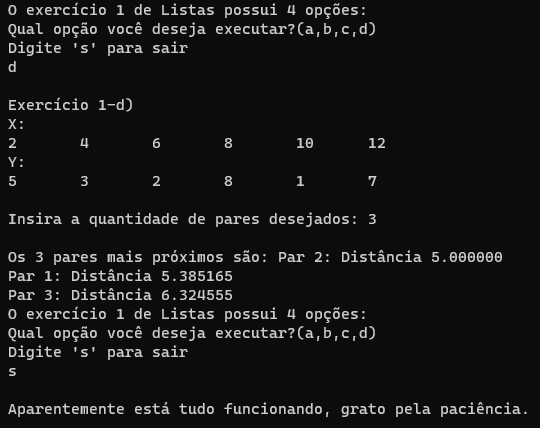 O exercício 1 de Listas possui 4 opções:
Qual opção você deseja executar?(a,b,c,d)
Digite 's' para sair
d
Exercício 1-d)
X:
2 4 6 8 10 12
Y:
5 3 2 8 1 7
Insira a quantidade de pares desejados: 3
Os 3 pares mais próximos são: Par 2: Distância 5.000000
Par 1: Distância 5.385165
Par 3: Distância 6.324555
O exercício 1 de Listas possui 4 opções:
Qual opção você deseja executar?(a,b,c,d)
Digite 's' para sair
s
Aparentemente está tudo funcionando, grato pela paciência.